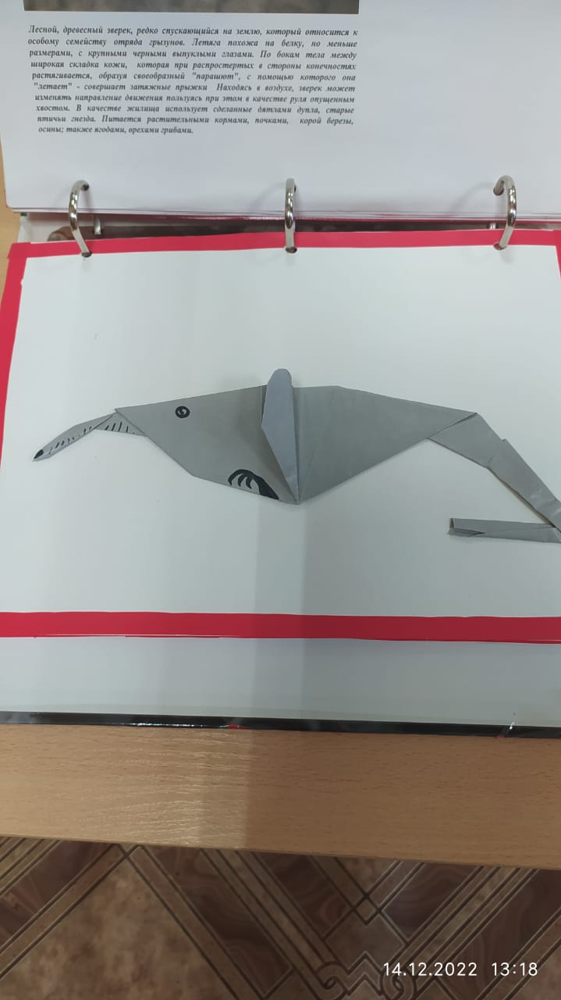 Лесной, древесный зверек, редко спускающийся на землю, который относится к
особому семейству отряда грызунов. Летяга похожа на белку, но меньше
размерами, с крупными черными выпуклыми глазами. По бокам тела между
широкая складка кожи, которая при распростертых в стороны конечностях
растягивается, образуя своеобразный "парашют", с помощью которого она
"летает" - совершает затяжные прыжки Находясь в воздухе, зверек может
изменять направление движения пользуясь при этом в качестве руля опущенным
хвостом. В качестве жилища использует сделанные дятлами дупла, старые
птичьи гнезда. Питается растительными кормами, почками, корой березы,
осины; также ягодами, орехами грибами.
14.12.2022 13:18